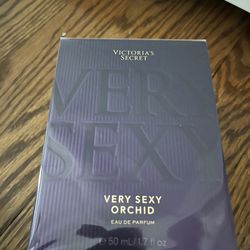 VICTORIA'S
SECRET
VERY
SEXY
VERY SEXY
ORCHID
EAU DE PARFUM
℮ 50 mL/1.7 fl oz